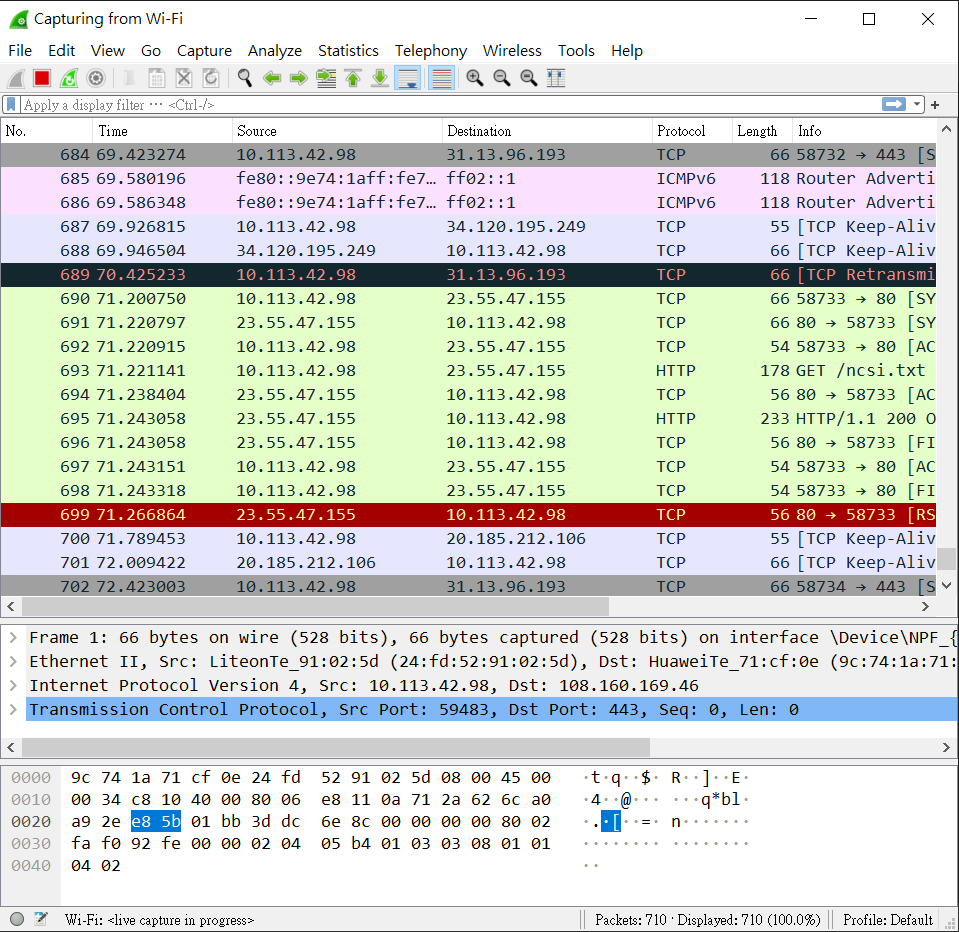 Capturing from Wi-Fi
File Edit View Go Capture Analyze Statistics Telephony Wireless Tools Help
Apply a display filter ⋯ <Ctrl-/>
No. Time Source Destination Protocol Length Info
684 69.423274 10.113.42.98 31.13.96.193 TCP 66 58732 → 443 [S
685 69.580196 fe80::9e74:1aff:fe7… ff02::1 ICMPv6 118 Router Adverti
686 69.586348 fe80::9e74:1aff:fe7… ff02::1 ICMPv6 118 Router Adverti
687 69.926815 10.113.42.98 34.120.195.249 TCP 55 [TCP Keep-Aliv
688 69.946504 34.120.195.249 10.113.42.98 TCP 66 [TCP Keep-Aliv
689 70.425233 10.113.42.98 31.13.96.193 TCP 66 [TCP Retransmi
690 71.200750 10.113.42.98 23.55.47.155 TCP 66 58733 → 80 [SY
691 71.220797 23.55.47.155 10.113.42.98 TCP 66 80 → 58733 [SY
692 71.220915 10.113.42.98 23.55.47.155 TCP 54 58733 → 80 [AC
693 71.221141 10.113.42.98 23.55.47.155 HTTP 178 GET /ncsi.txt
694 71.238404 23.55.47.155 10.113.42.98 TCP 56 80 → 58733 [AC
695 71.243058 23.55.47.155 10.113.42.98 HTTP 233 HTTP/1.1 200 O
696 71.243058 23.55.47.155 10.113.42.98 TCP 56 80 → 58733 [FI
697 71.243151 10.113.42.98 23.55.47.155 TCP 54 58733 → 80 [AC
698 71.243318 10.113.42.98 23.55.47.155 TCP 54 58733 → 80 [FI
699 71.266864 23.55.47.155 10.113.42.98 TCP 56 80 → 58733 [RS
700 71.789453 10.113.42.98 20.185.212.106 TCP 55 [TCP Keep-Aliv
701 72.009422 20.185.212.106 10.113.42.98 TCP 66 [TCP Keep-Aliv
702 72.423003 10.113.42.98 31.13.96.193 TCP 66 58734 → 443 [S
Frame 1: 66 bytes on wire (528 bits), 66 bytes captured (528 bits) on interface \Device\NPF_{
Ethernet II, Src: LiteonTe_91:02:5d (24:fd:52:91:02:5d), Dst: HuaweiTe_71:cf:0e (9c:74:1a:71:
Internet Protocol Version 4, Src: 10.113.42.98, Dst: 108.160.169.46
Transmission Control Protocol, Src Port: 59483, Dst Port: 443, Seq: 0, Len: 0
0000 9c 74 1a 71 cf 0e 24 fd 52 91 02 5d 08 00 45 00 ·t·q··$· R··]··E·
0010 00 34 c8 10 40 00 80 06 e8 11 0a 71 2a 62 6c a0 ·4··@··· ···q*bl·
0020 a9 2e e8 5b 01 bb 3d dc 6e 8c 00 00 00 00 80 02 ·.·[··=· n·······
0030 fa f0 92 fe 00 00 02 04 05 b4 01 03 03 08 01 01 ········ ········
0040 04 02 ··
Wi-Fi: <live capture in progress> Packets: 710 · Displayed: 710 (100.0%) Profile: Default